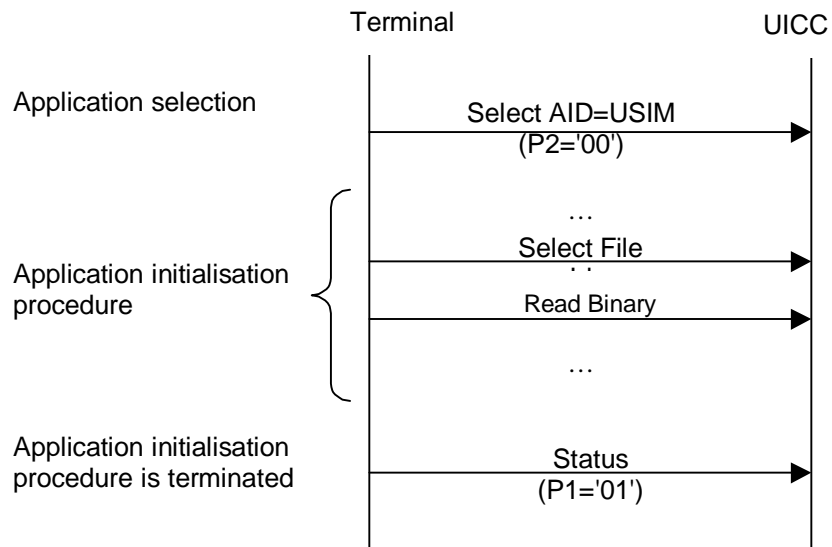 Terminal
UICC
Application selection
Select AID=USIM
(P2='00')
...
Select File
. .
Application initialisation
procedure
Read Binary
...
Application initialisation
procedure is terminated
Status
(P1='01')